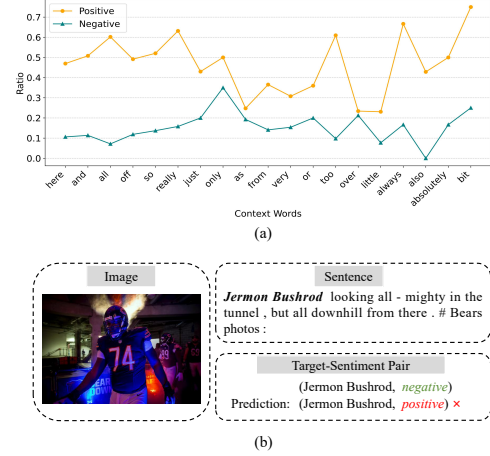 Positive
Negative
0.7
0.6
0.5
0.4
0.3
0.2
0.1
0.0
Ratio
here and all off so really just only as from very or too over little always also absolutely bit
Context Words
(a)
Image
74
Sentence
Jermon Bushrod looking all - mighty in the
tunnel , but all downhill from there . # Bears
photos :
Target-Sentiment Pair
(Jermon Bushrod, negative)
Prediction: (Jermon Bushrod, positive) ×
(b)